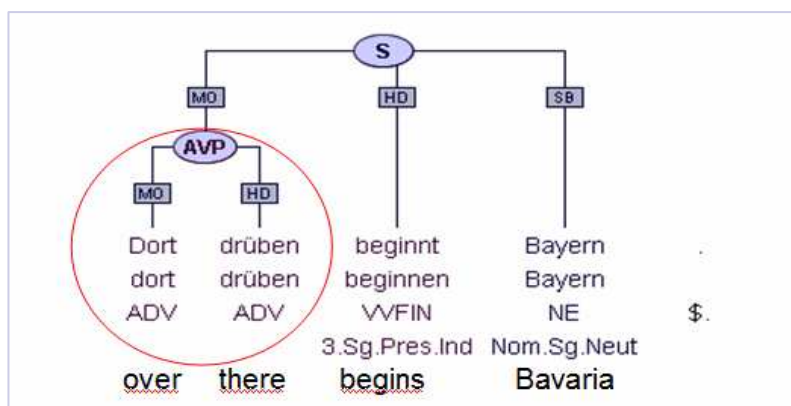 S
MO HD SB
AVP
MO HD
Dort drüben beginnt Bayern .
dort drüben beginnen Bayern
ADV ADV VVFIN NE $.
3.Sg.Pres.Ind Nom.Sg.Neut
over there begins Bavaria